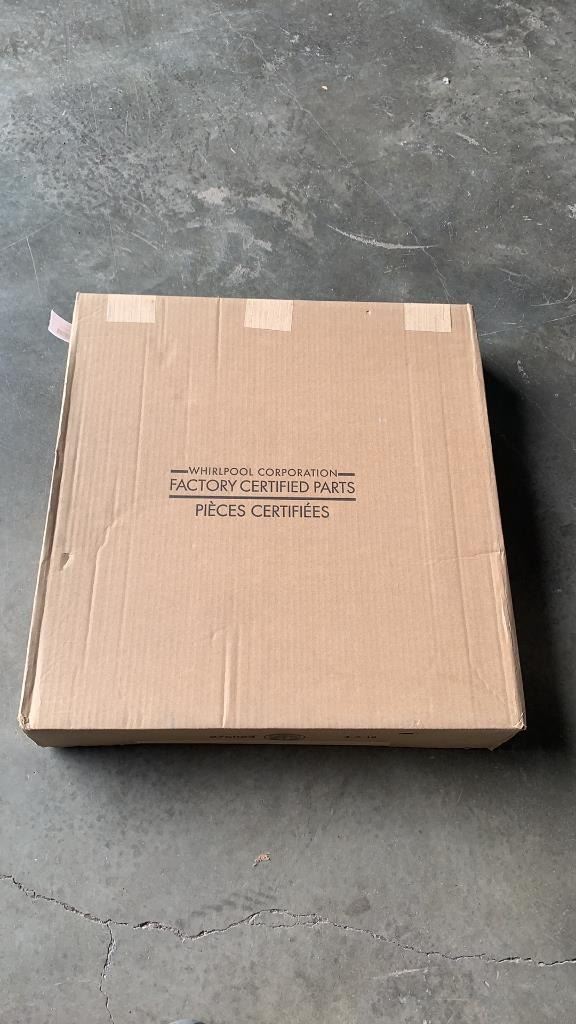 WHIRLPOOL CORPORATION
FACTORY CERTIFIED PARTS
PIÈCES CERTIFIÉES